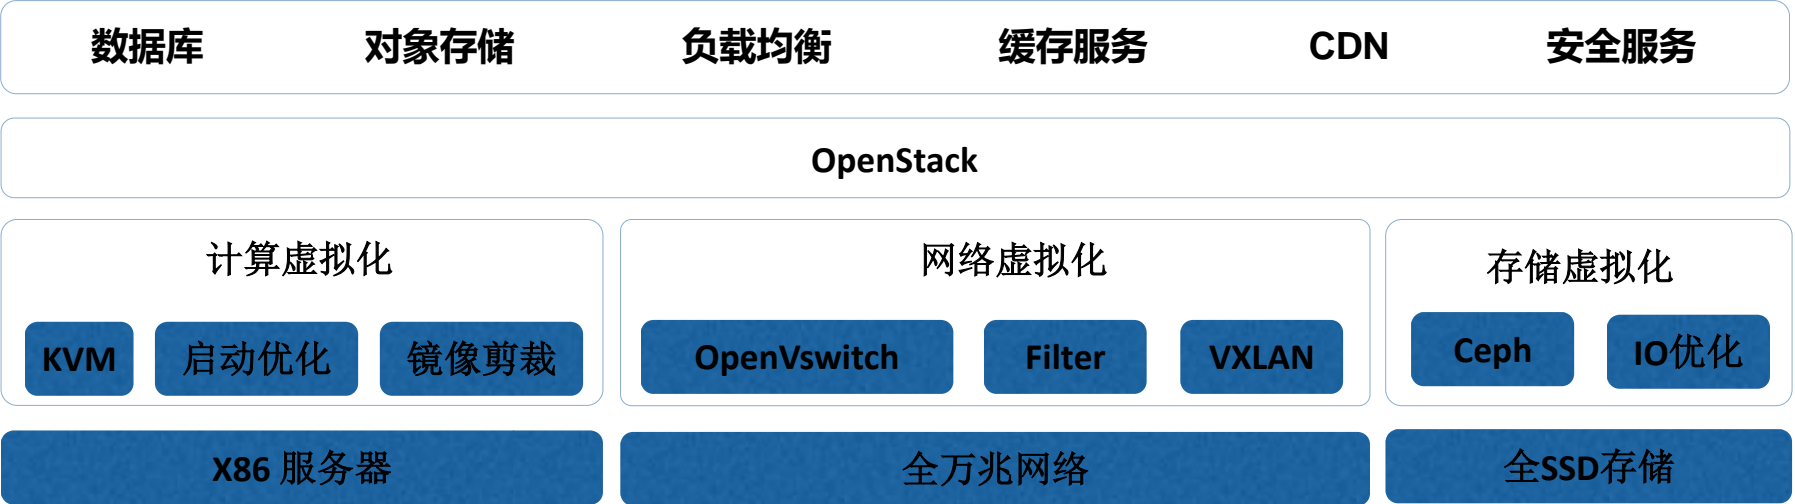 数据库 对象存储 负载均衡 缓存服务 CDN 安全服务
OpenStack
计算虚拟化 网络虚拟化 存储虚拟化
KVM 启动优化 镜像剪裁 OpenVswitch Filter VXLAN Ceph IO优化
X86 服务器 全万兆网络 全SSD存储